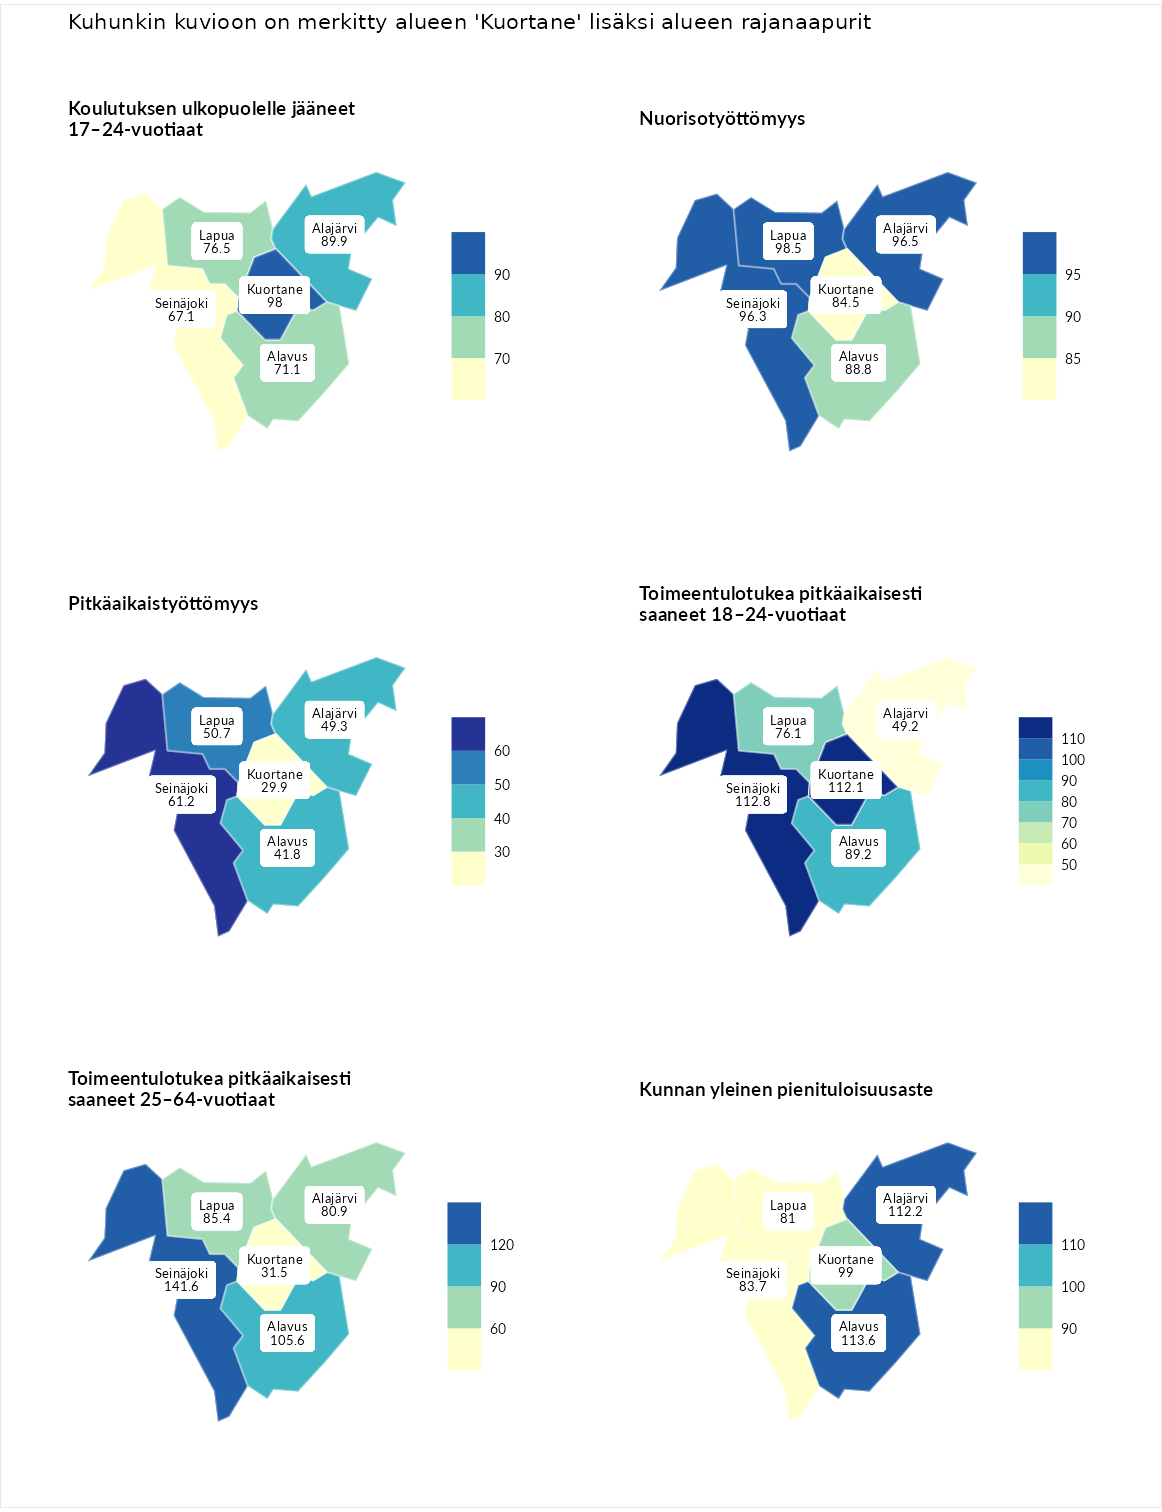 Kuhunkin kuvioon on merkitty alueen 'Kuortane' lisäksi alueen rajanaapurit
Koulutuksen ulkopuolelle jääneet
17–24-vuotiaat
Lapua
76.5
Alajärvi
89.9
Kuortane
98
Seinäjoki
67.1
Alavus
71.1
90
80
70
Nuorisotyöttömyys
Lapua
98.5
Alajärvi
96.5
Kuortane
84.5
Seinäjoki
96.3
Alavus
88.8
95
90
85
Pitkäaikaistyöttömyys
Lapua
50.7
Alajärvi
49.3
Kuortane
29.9
Seinäjoki
61.2
Alavus
41.8
60
50
40
30
Toimeentulotukea pitkäaikaisesti
saaneet 18–24-vuotiaat
Lapua
76.1
Alajärvi
49.2
Kuortane
112.1
Seinäjoki
112.8
Alavus
89.2
110
100
90
80
70
60
50
Toimeentulotukea pitkäaikaisesti
saaneet 25–64-vuotiaat
Lapua
85.4
Alajärvi
80.9
Kuortane
31.5
Seinäjoki
141.6
Alavus
105.6
120
90
60
Kunnan yleinen pienituloisuusaste
Lapua
81
Alajärvi
112.2
Kuortane
99
Seinäjoki
83.7
Alavus
113.6
110
100
90